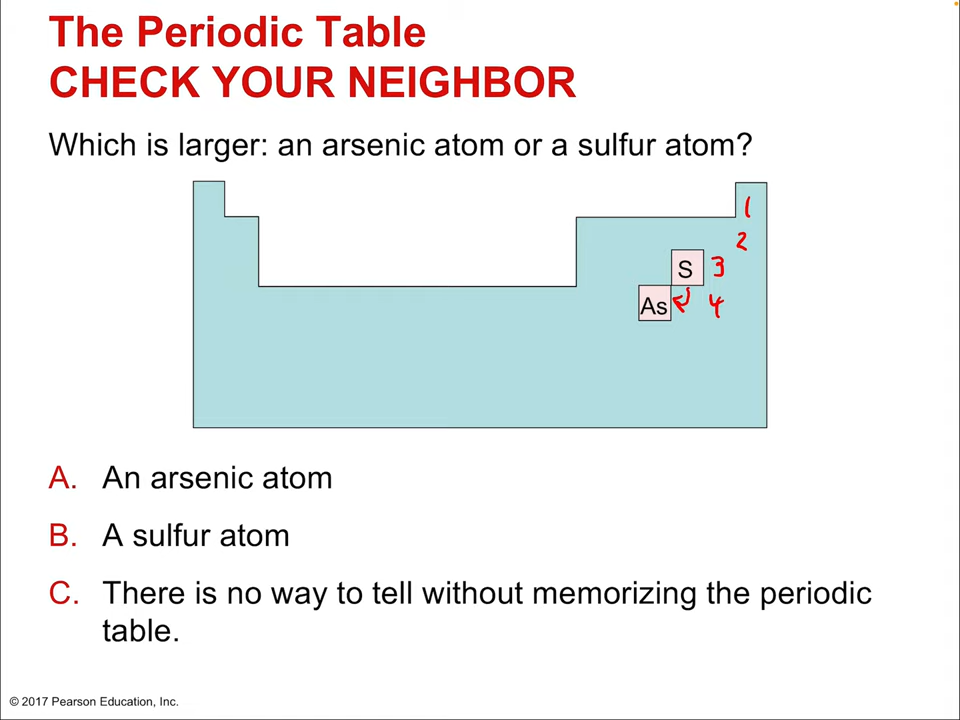 The Periodic Table
CHECK YOUR NEIGHBOR
Which is larger: an arsenic atom or a sulfur atom?
1
2
S 3
As 4
A. An arsenic atom
B. A sulfur atom
C. There is no way to tell without memorizing the periodic
table.
© 2017 Pearson Education, Inc.